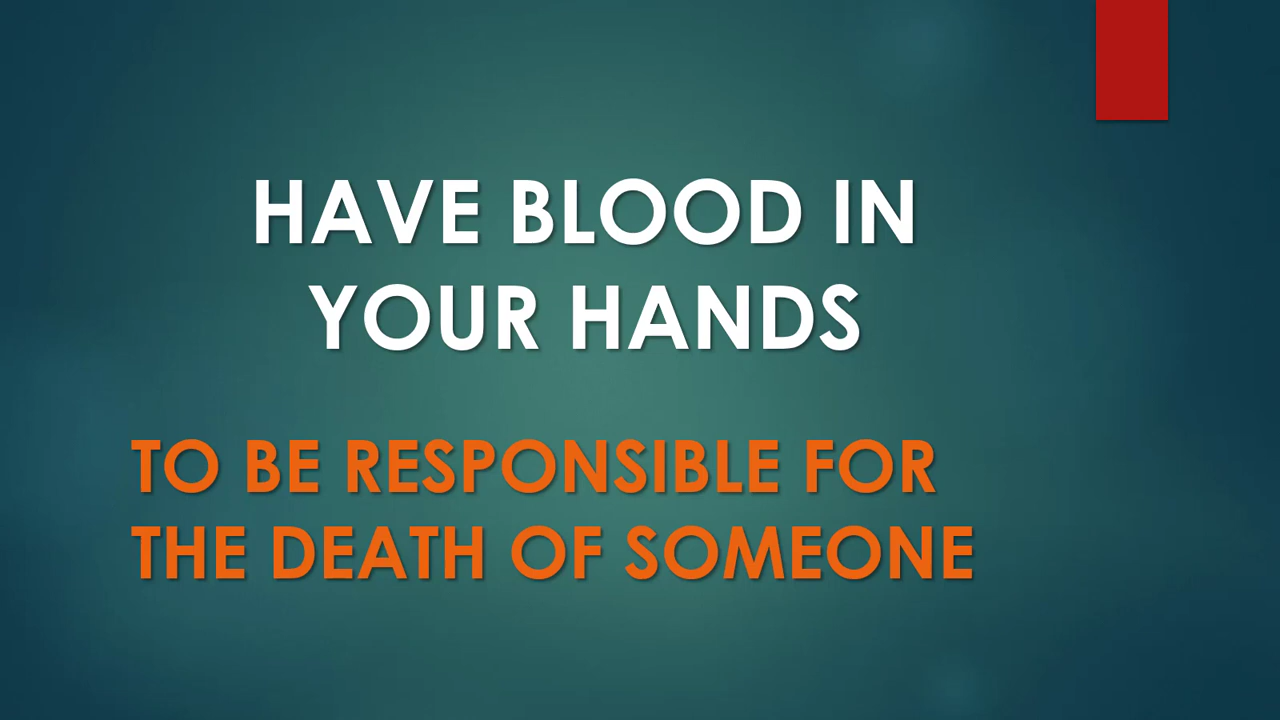 HAVE BLOOD IN
YOUR HANDS
TO BE RESPONSIBLE FOR
THE DEATH OF SOMEONE